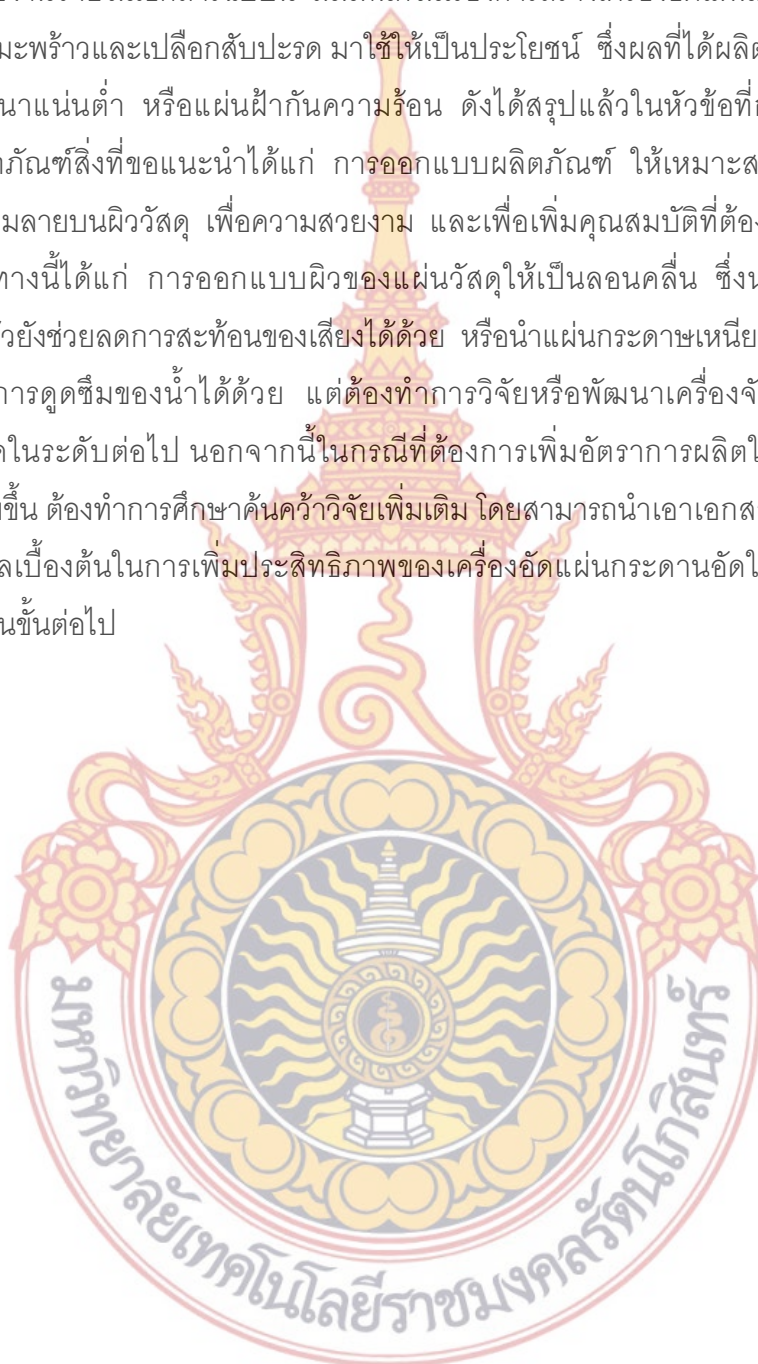 มะพร้าวและเปลือกสับปะรด มาใช้ให้เป็นประโยชน์ ซึ่งผลที่ได้ผลิต
นาแน่นต่ำ หรือแผ่นฝ้ากันความร้อน ดังได้สรุปแล้วในหัวข้อที่
าภัณฑ์สิ่งที่ขอแนะนำได้แก่ การออกแบบผลิตภัณฑ์ ให้เหมาะส
มลายบนผิววัสดุ เพื่อความสวยงาม และเพื่อเพิ่มคุณสมบัติที่ต้อง
ทางนี้ได้แก่ การออกแบบผิวของแผ่นวัสดุให้เป็นลอนคลื่น ซึ่งน
้วยังช่วยลดการสะท้อนของเสียงได้ด้วย หรือนำแผ่นกระดาษเหนีย
การดูดซึมของน้ำได้ด้วย แต่ต้องทำการวิจัยหรือพัฒนาเครื่องจั
ดในระดับต่อไป นอกจากนี้ในกรณีที่ต้องการเพิ่มอัตราการผลิตใ
ขึ้น ต้องทำการศึกษาค้นคว้าวิจัยเพิ่มเติม โดยสามารถนำเอาเอกส
ลเบื้องต้นในการเพิ่มประสิทธิภาพของเครื่องอัดแผ่นกระดานอัดใ
นขั้นต่อไป
มหาวิทยาลัยเทคโนโลยีราชมงคลรัตนโกสินทร์